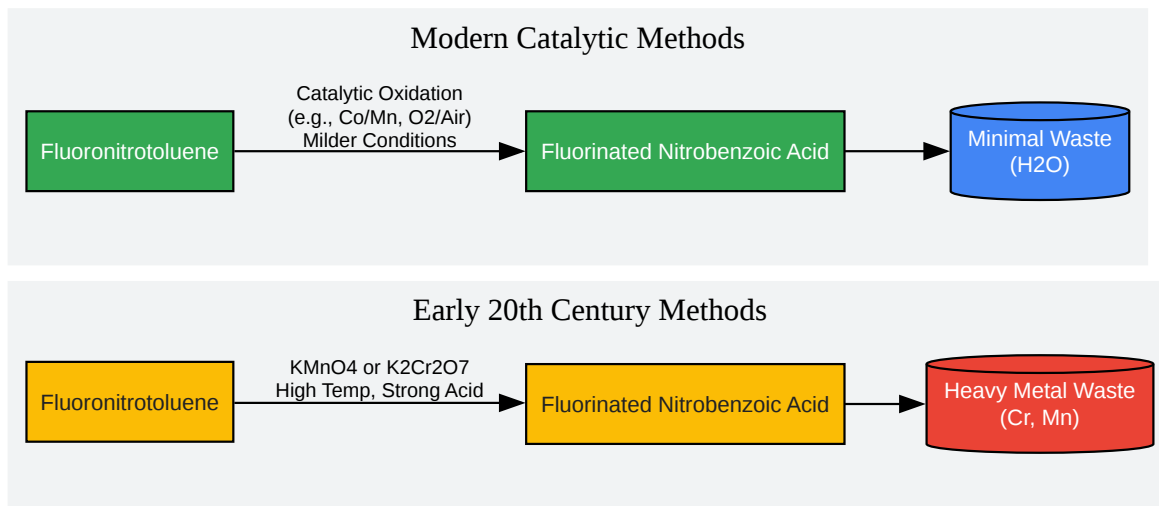 Modern Catalytic Methods
Fluoronitrotoluene
Catalytic Oxidation
(e.g., Co/Mn, O2/Air)
Milder Conditions
Fluorinated Nitrobenzoic Acid
Minimal Waste
(H2O)
Early 20th Century Methods
Fluoronitrotoluene
KMnO4 or K2Cr2O7
High Temp, Strong Acid
Fluorinated Nitrobenzoic Acid
Heavy Metal Waste
(Cr, Mn)